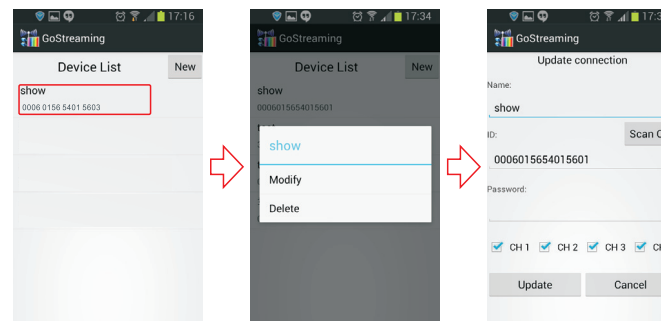 17:16
GoStreaming
Device List
New
show
0006 0156 5401 5603
17:34
GoStreaming
Device List
New
show
0006015654015601
show
Modify
Delete
17:3
GoStreaming
Update connection
Name:
show
ID:
Scan
0006015654015601
Password:
CH 1 CH 2 CH 3
Update Cancel